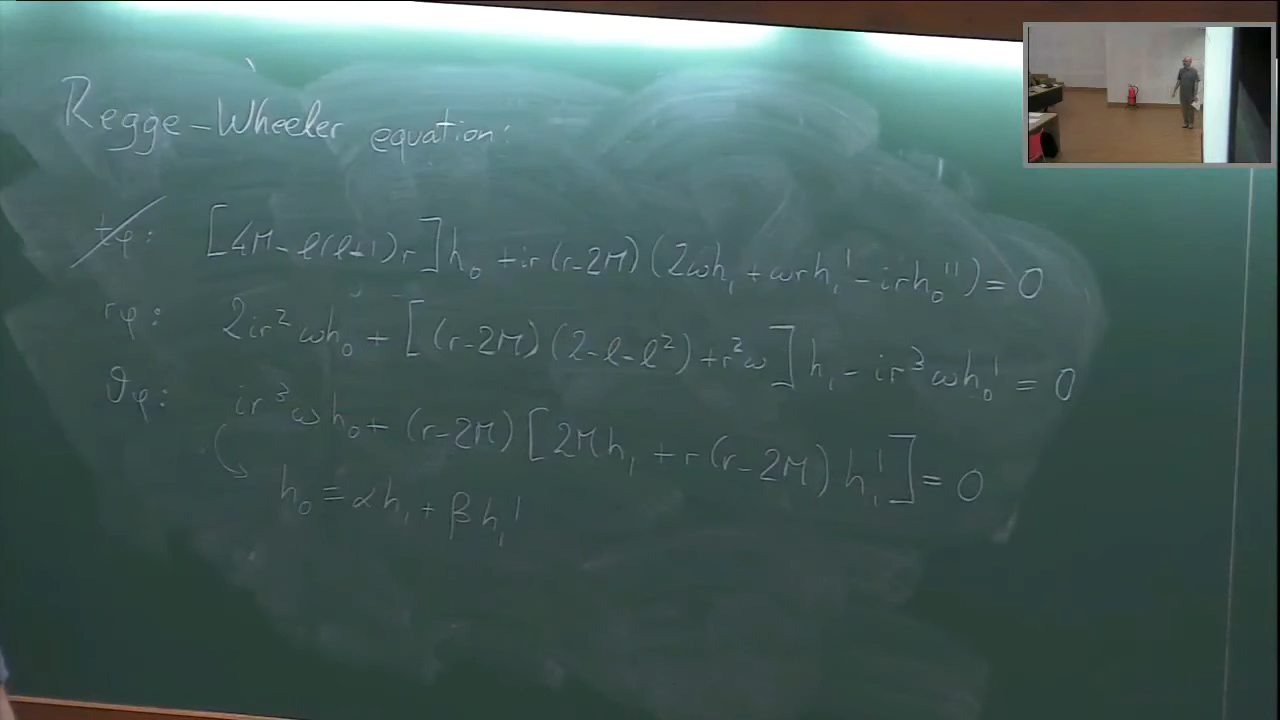 Regge-Wheeler equation:
tφ: [4M-ℓ(ℓ+1)r]h₀ +ir(r-2M)(2ωh₁+ωrh₁'-irh₀'')=0
rφ: 2ir²ωh₀+[(r-2M)(2-ℓ-ℓ²)+r²ω]h₁-ir³ωh₀'=0
ϑφ: ir³ωh₀+(r-2M)[2Mh₁+r(r-2M)h₁']=0
h₀=αh₁+βh₁'